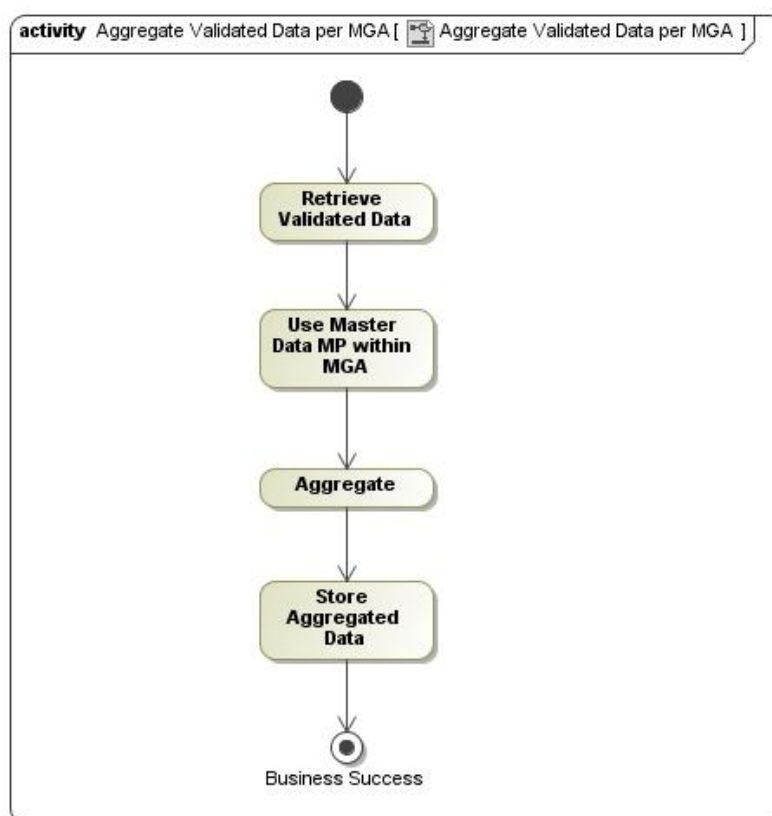 activity Aggregate Validated Data per MGA [ Aggregate Validated Data per MGA ]
Retrieve
Validated Data
Use Master
Data MP within
MGA
Aggregate
Store
Aggregated
Data
Business Success